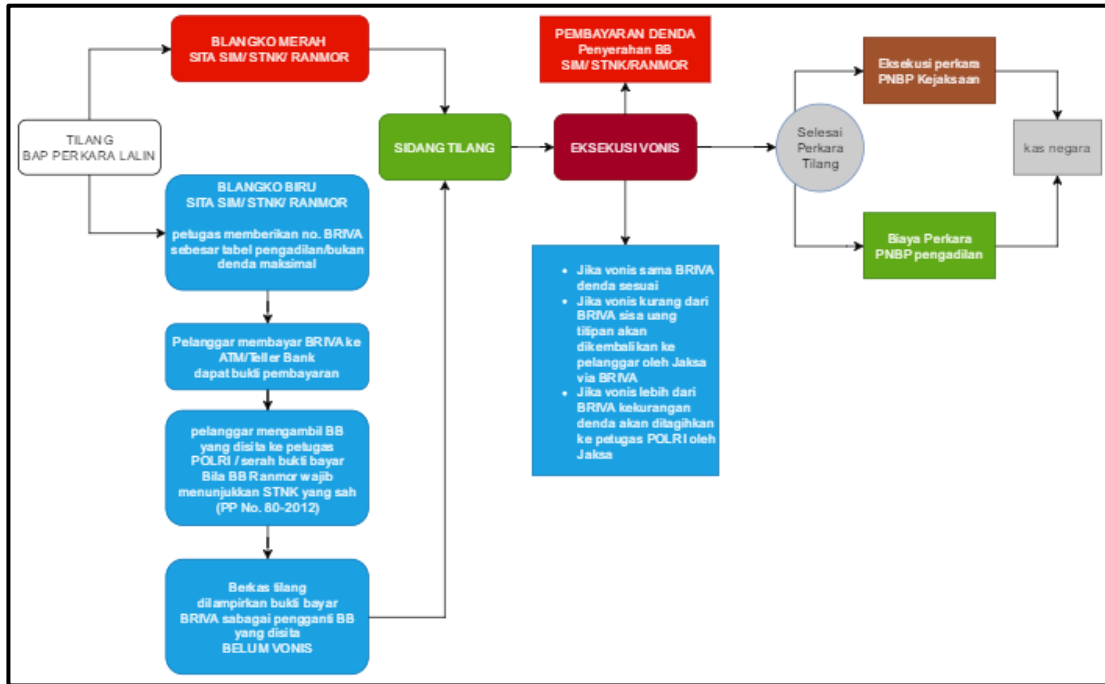 BLANGKO MERAH
SITA SIM/ STNK/ RANMOR
TILANG
BAP PERKARA LALIN
BLANGKO BIRU
SITA SIM/ STNK/ RANMOR
petugas memberikan no. BRIVA
sebesar tabel pengadilan/bukan
denda maksimal
Pelanggar membayar BRIVA ke
ATM/Teller Bank
dapat bukti pembayaran
pelanggar mengambil BB
yang disita ke petugas
POLRI / serah bukti bayar
Bila BB Ranmor wajib
menunjukkan STNK yang sah
(PP No. 80-2012)
Berkas tilang
dilampirkan bukti bayar
BRIVA sabagai pengganti BB
yang disita
BELUM VONIS
SIDANG TILANG
PEMBAYARAN DENDA
Penyerahan BB
SIM/STNK/RANMOR
EKSEKUSI VONIS
• Jika vonis sama BRIVA
denda sesuai
• Jika vonis kurang dari
BRIVA sisa uang
titipan akan
dikembalikan ke
pelanggar oleh Jaksa
via BRIVA
• Jika vonis lebih dari
BRIVA kekurangan
denda akan ditagihkan
ke petugas POLRI oleh
Jaksa
Selesai
Perkara
Tilang
Eksekusi perkara
PNBP Kejaksaan
Biaya Perkara
PNBP pengadilan
kas negara